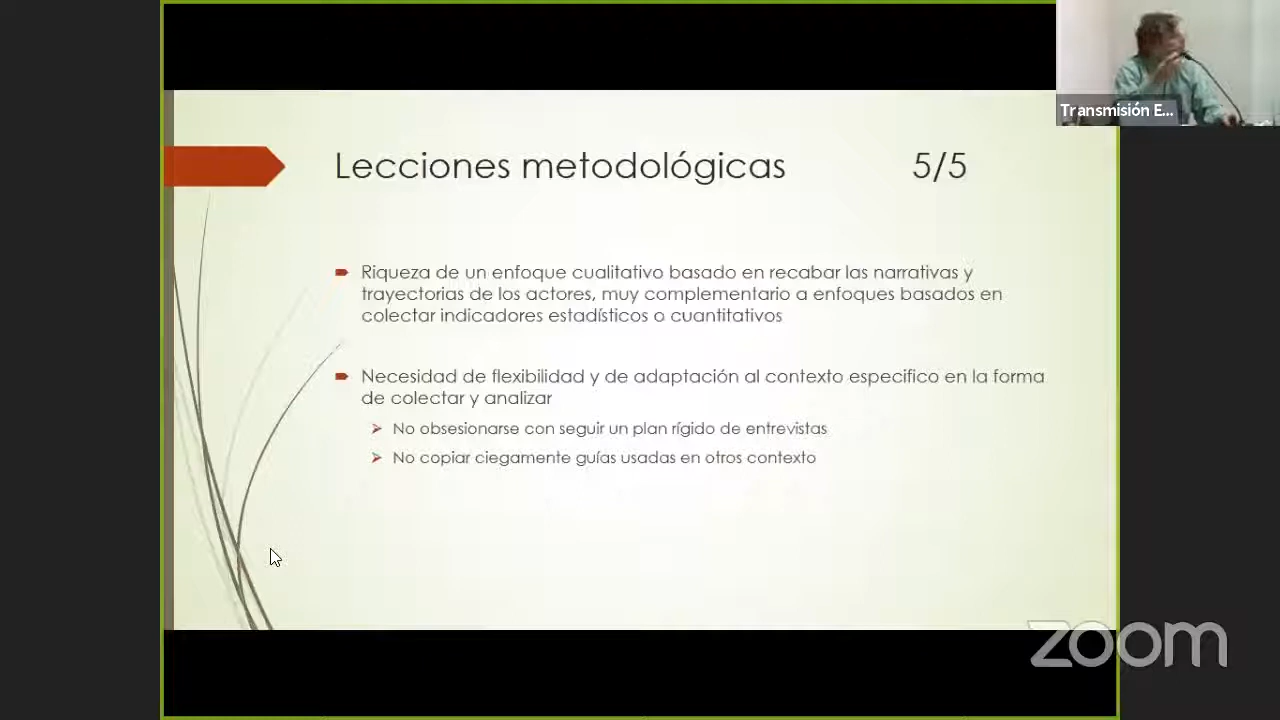 Transmisión E...
Lecciones metodológicas 5/5
Riqueza de un enfoque cualitativo basado en recabar las narrativas y
trayectorias de los actores, muy complementario a enfoques basados en
colectar indicadores estadísticos o cuantitativos
Necesidad de flexibilidad y de adaptación al contexto especifico en la forma
de colectar y analizar
No obsesionarse con seguir un plan rígido de entrevistas
No copiar ciegamente guías usadas en otros contexto
zoom